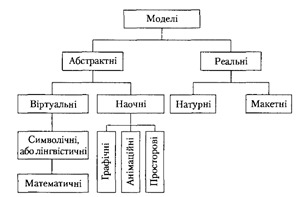 Моделі
Абстрактні
Реальні
Віртуальні
Наочні
Натурні
Макетні
Символічні,
або лінгвістичні
Математичні
Графічні
Анімаційні
Просторові